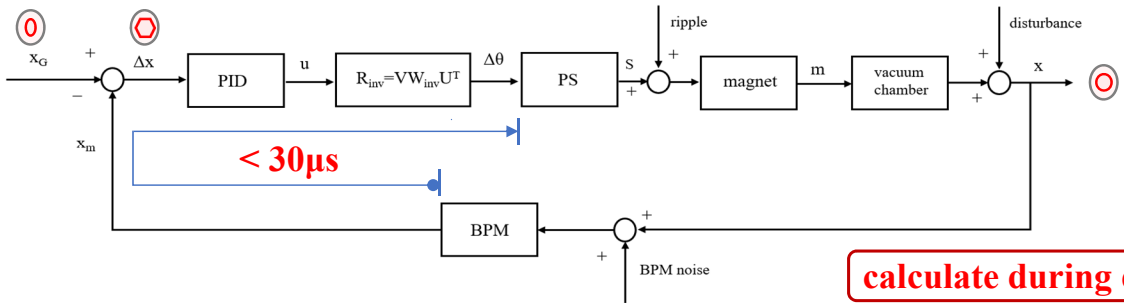 ripple
disturbance
x_G
+
−
Δx
PID
u
R_inv=VW_invU^T
Δθ
PS
S
+
+
magnet
m
vacuum
chamber
+
+
x
x_m
< 30μs
BPM
+
+
BPM noise
calculate during